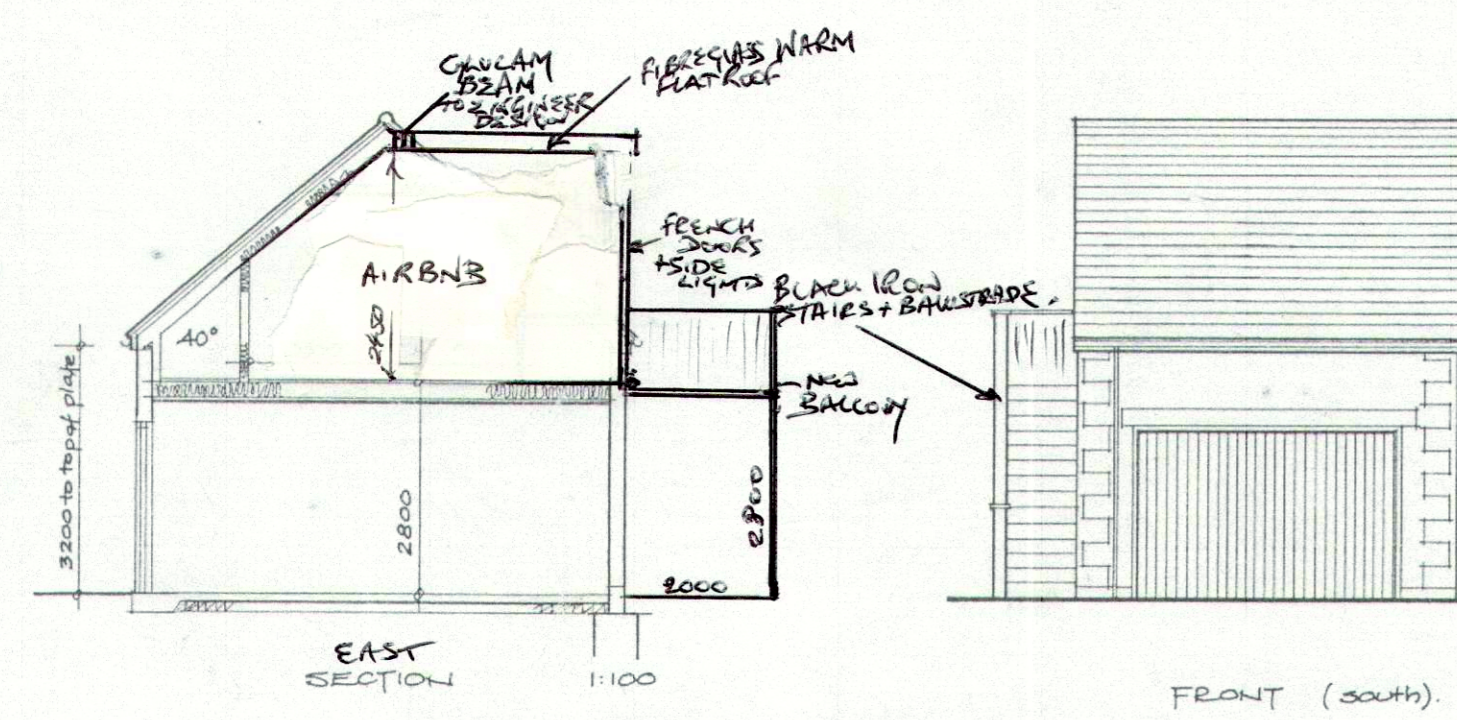 GLULAM
BEAM
TO ENGINEER
DESIGN
FIBREGLASS WARM
FLAT ROOF
FRENCH
DOORS
+ SIDE
LIGHTS
AIRBNB
BLACK IRON
STAIRS + BALUSTRADE.
40°
2450
NEW
BALCONY
3200 to top of plate
2800
2800
2000
EAST
SECTION
1:100
FRONT (south).